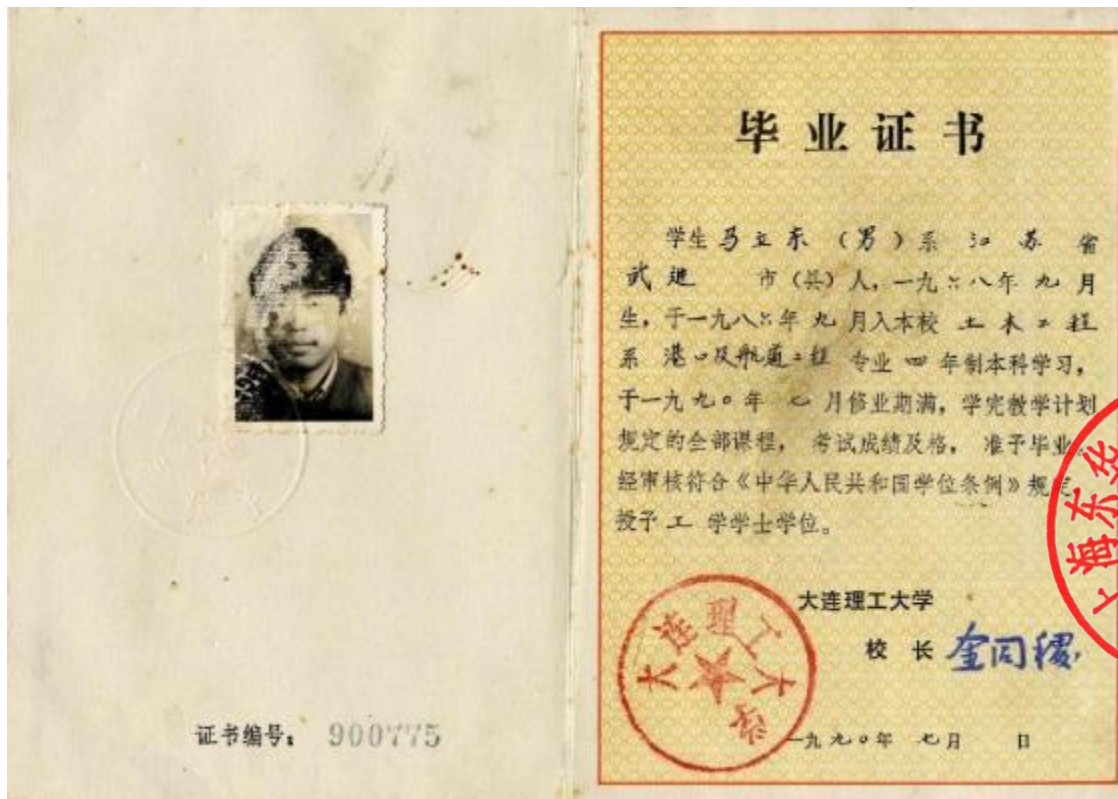 证书编号：900775
毕业证书
学生马立东（男）系江苏省
武进 市（县）人，一九六八年九月
生，于一九八六年九月入本校土木工程
系港口及航道工程专业四年制本科学习，
于一九九〇年七月修业期满，学完教学计划
规定的全部课程，考试成绩及格，准予毕业。
经审核符合《中华人民共和国学位条例》规定
授予工学学士学位。
大连理工大学
校长 金同稷
大连理工大学
一九九〇年七月 日
上海东华